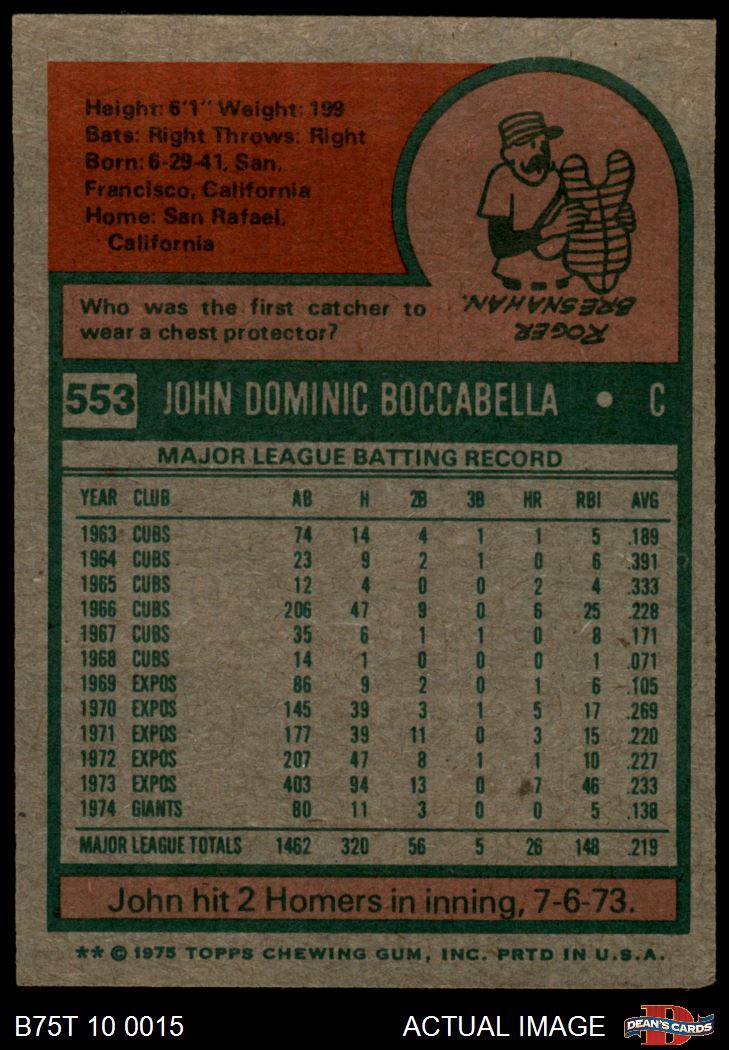 Height: 6'1" Weight: 199
Bats: Right Throws: Right
Born: 6-29-41, San,
Francisco, California
Home: San Rafael,
California
Who was the first catcher to
wear a chest protector?
ROGER
BRESNAHAN.
553 JOHN DOMINIC BOCCABELLA • C
MAJOR LEAGUE BATTING RECORD
YEAR CLUB AB H 2B 3B HR RBI AVG
1963 CUBS 74 14 4 1 1 5 .189
1964 CUBS 23 9 2 1 0 6 .391
1965 CUBS 12 4 0 0 2 4 .333
1966 CUBS 206 47 9 0 6 25 .228
1967 CUBS 35 6 1 1 0 8 .171
1968 CUBS 14 1 0 0 0 1 .071
1969 EXPOS 86 9 2 0 1 6 .105
1970 EXPOS 145 39 3 1 5 17 .269
1971 EXPOS 177 39 11 0 3 15 .220
1972 EXPOS 207 47 8 1 1 10 .227
1973 EXPOS 403 94 13 0 7 46 .233
1974 GIANTS 80 11 3 0 0 5 .138
MAJOR LEAGUE TOTALS 1462 320 56 5 26 148 .219
John hit 2 Homers in inning, 7-6-73.
** © 1975 TOPPS CHEWING GUM, INC. PRTD IN U.S.A.
B75T 10 0015 ACTUAL IMAGE D DEAN'S CARDS